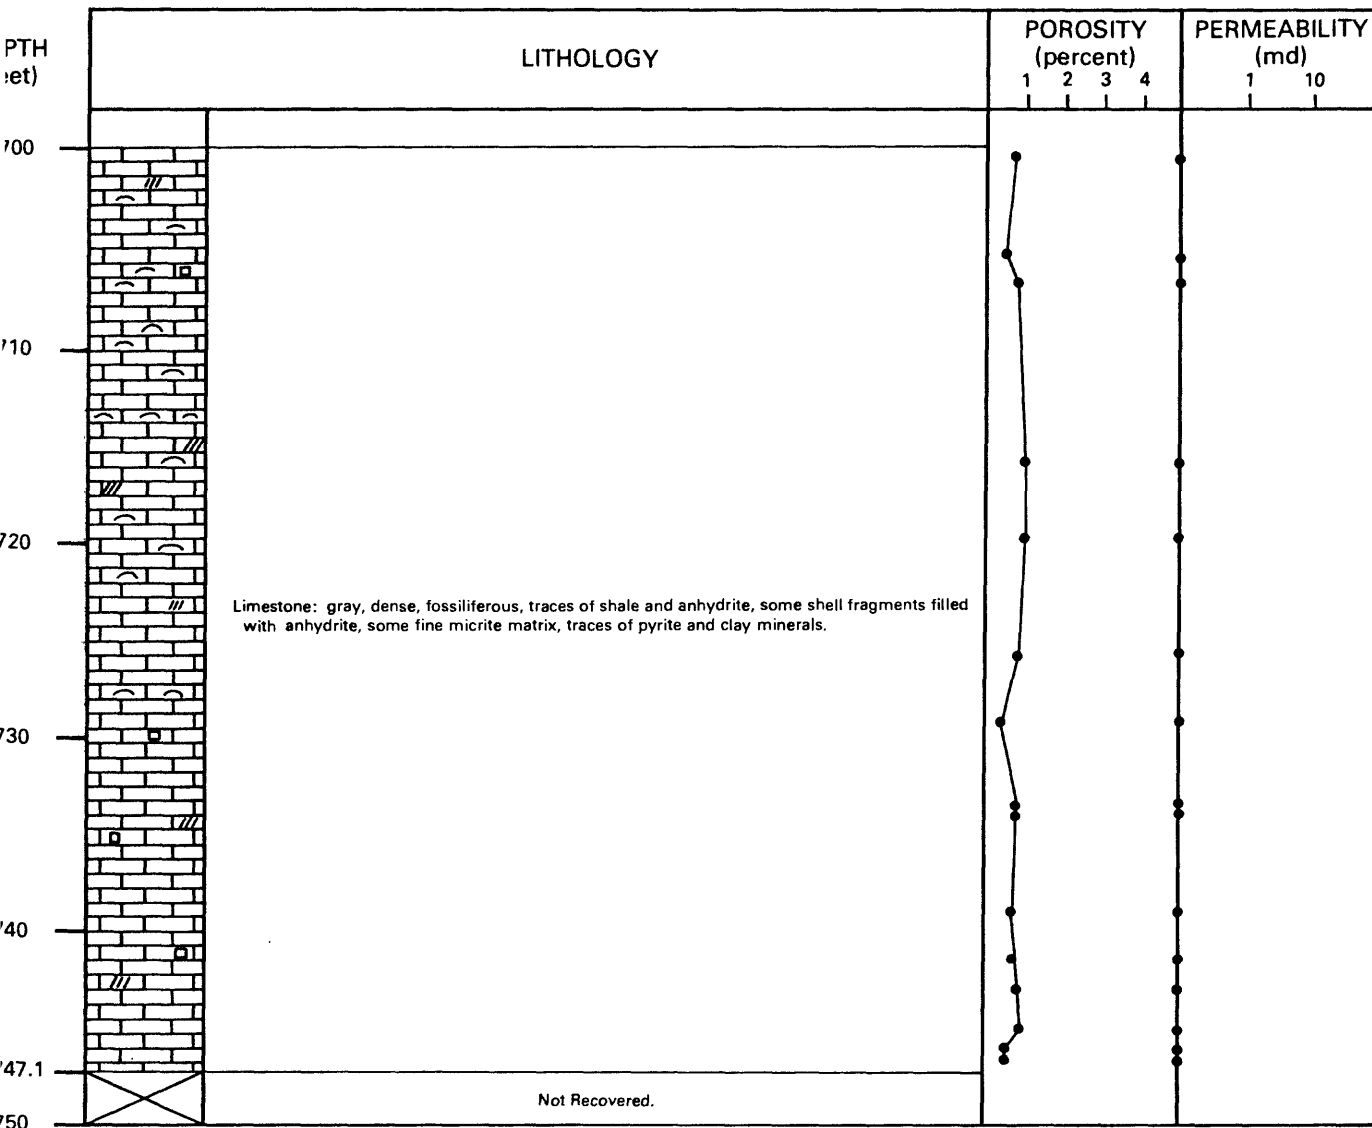 PTH
eet)
LITHOLOGY
POROSITY
(percent)
1 2 3 4
PERMEABILITY
(md)
1 10
700
710
720
Limestone: gray, dense, fossiliferous, traces of shale and anhydrite, some shell fragments filled
with anhydrite, some fine micrite matrix, traces of pyrite and clay minerals.
730
740
747.1
Not Recovered.
750